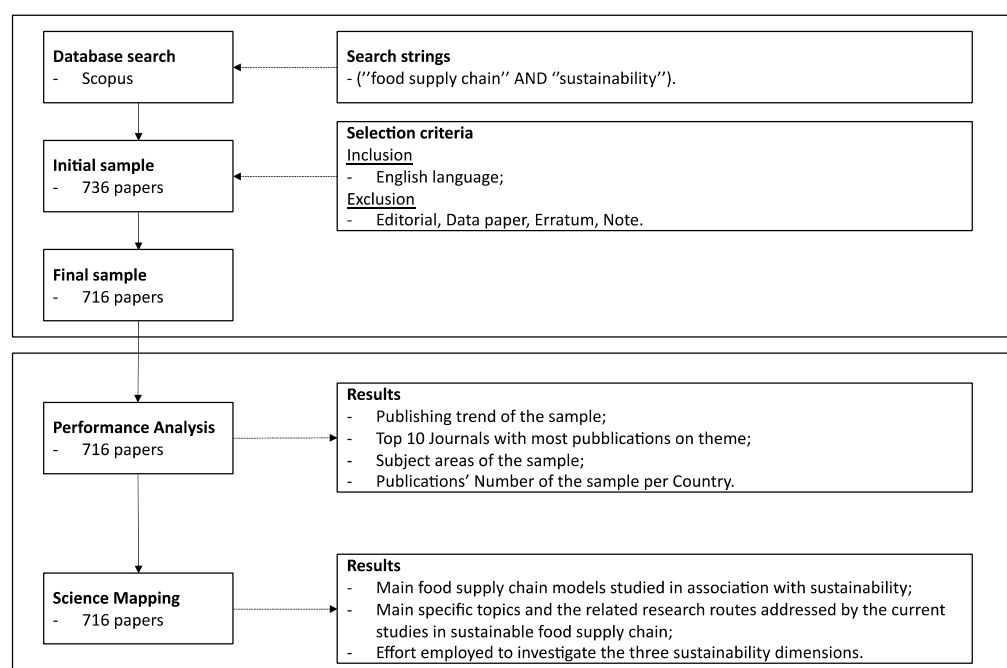 Database search
- Scopus
Search strings
- (‘’food supply chain’’ AND ‘’sustainability’’).
Initial sample
- 736 papers
Selection criteria
Inclusion
- English language;
Exclusion
- Editorial, Data paper, Erratum, Note.
Final sample
- 716 papers
Performance Analysis
- 716 papers
Results
- Publishing trend of the sample;
- Top 10 Journals with most pubblications on theme;
- Subject areas of the sample;
- Publications’ Number of the sample per Country.
Science Mapping
- 716 papers
Results
- Main food supply chain models studied in association with sustainability;
- Main specific topics and the related research routes addressed by the current
studies in sustainable food supply chain;
- Effort employed to investigate the three sustainability dimensions.